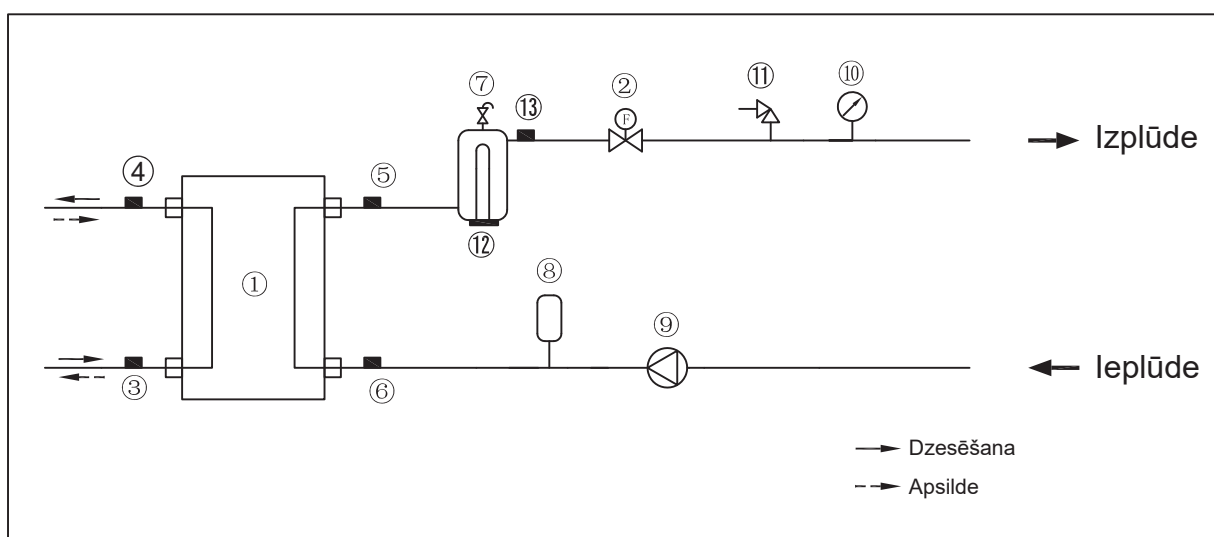 ⑦
⑬
②
F
⑪
⑩
Izplūde
④
⑤
⑫
①
⑧
⑨
Ieplūde
③
⑥
Dzesēšana
Apsilde